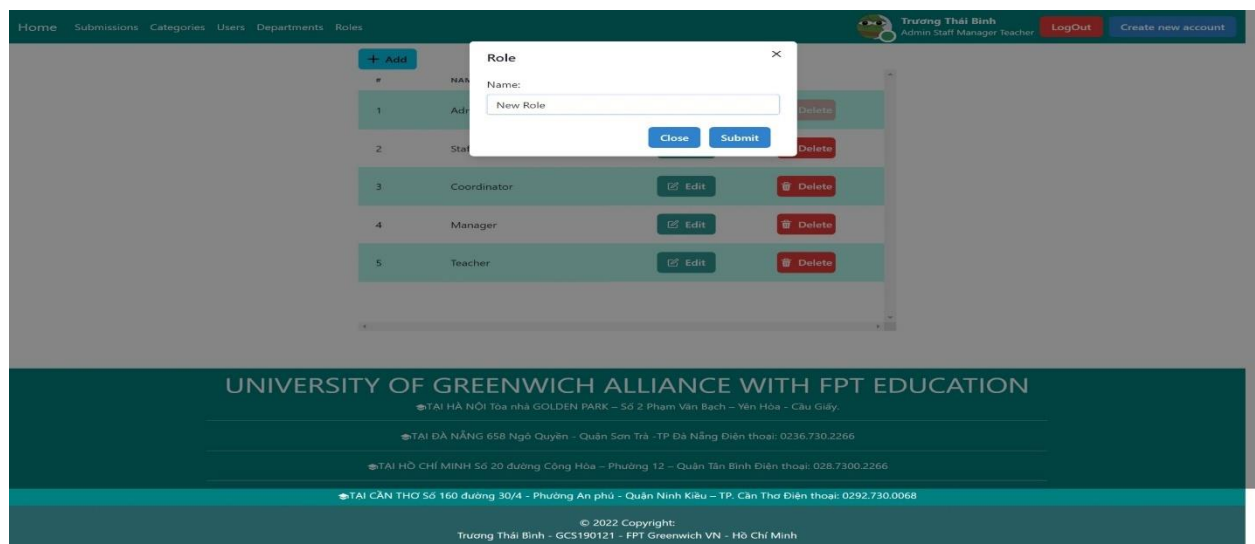 Home Submissions Categories Users Departments Roles Trương Thái Bình LogOut Create new account
Admin Staff Manager Teacher
+ Add
Role ×
# NAM
Name:
New Role
1 Adr Delete
Close Submit
2 Staf Delete
3 Coordinator Edit Delete
4 Manager Edit Delete
5 Teacher Edit Delete
UNIVERSITY OF GREENWICH ALLIANCE WITH FPT EDUCATION
TẠI HÀ NỘI Tòa nhà GOLDEN PARK – Số 2 Phạm Văn Bạch – Yên Hòa - Cầu Giấy.
TẠI ĐÀ NẴNG 658 Ngô Quyền - Quận Sơn Trà -TP Đà Nẵng Điện thoại: 0236.730.2266
TẠI HỒ CHÍ MINH Số 20 đường Cộng Hòa – Phường 12 – Quận Tân Bình Điện thoại: 028.7300.2266
TẠI CẦN THƠ Số 160 đường 30/4 - Phường An phú - Quận Ninh Kiều – TP. Cần Thơ Điện thoại: 0292.730.0068
© 2022 Copyright:
Trương Thái Bình - GCS190121 - FPT Greenwich VN - Hồ Chí Minh